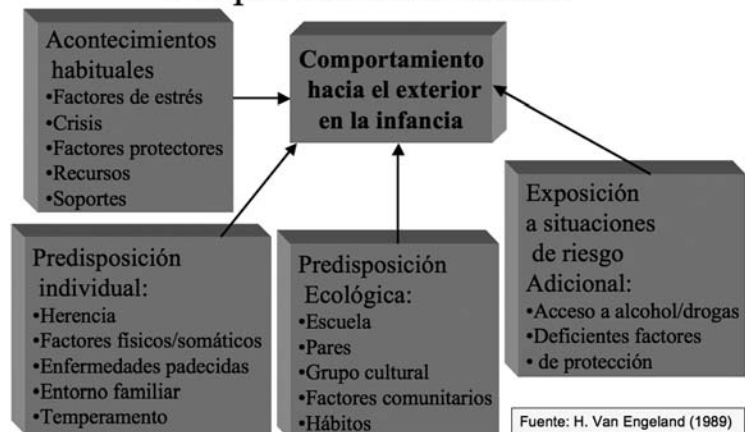 Acontecimientos
habituales
•Factores de estrés
•Crisis
•Factores protectores
•Recursos
•Soportes
Comportamiento
hacia el exterior
en la infancia
Predisposición
individual:
•Herencia
•Factores físicos/somáticos
•Enfermedades padecidas
•Entorno familiar
•Temperamento
Predisposición
Ecológica:
•Escuela
•Pares
•Grupo cultural
•Factores comunitarios
•Hábitos
Exposición
a situaciones
de riesgo
Adicional:
•Acceso a alcohol/drogas
•Deficientes factores
• de protección
Fuente: H. Van Engeland (1989)